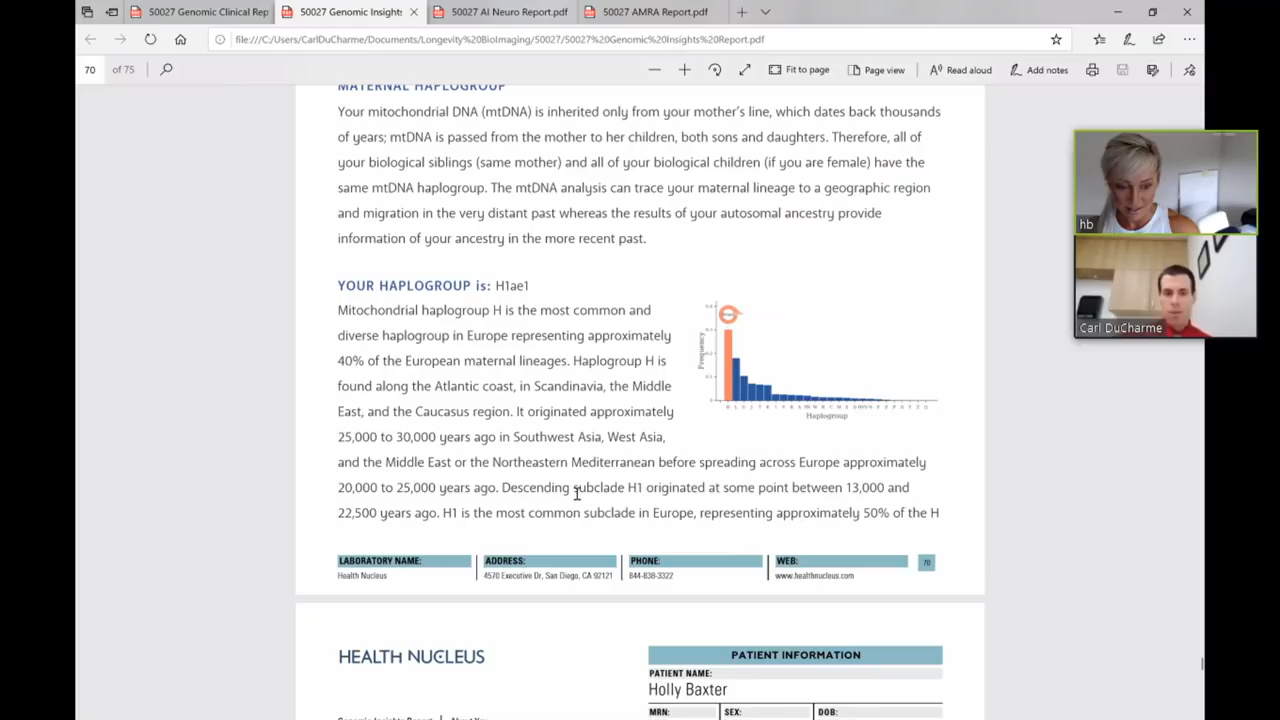 50027 Genomic Clinical Rep
50027 Genomic Insights
50027 AI Neuro Report.pdf
50027 AMRA Report.pdf
file:///C:/Users/CarlDuCharme/Documents/Longevity%20BioImaging/50027/50027%20Genomic%20Insights%20Report.pdf
70 of 75
Fit to page
Page view
Read aloud
Add notes
MATERNAL HAPLOGROUP
Your mitochondrial DNA (mtDNA) is inherited only from your mother's line, which dates back thousands
of years; mtDNA is passed from the mother to her children, both sons and daughters. Therefore, all of
your biological siblings (same mother) and all of your biological children (if you are female) have the
same mtDNA haplogroup. The mtDNA analysis can trace your maternal lineage to a geographic region
and migration in the very distant past whereas the results of your autosomal ancestry provide
information of your ancestry in the more recent past.
YOUR HAPLOGROUP is: H1ae1
Mitochondrial haplogroup H is the most common and
diverse haplogroup in Europe representing approximately
40% of the European maternal lineages. Haplogroup H is
found along the Atlantic coast, in Scandinavia, the Middle
East, and the Caucasus region. It originated approximately
25,000 to 30,000 years ago in Southwest Asia, West Asia,
and the Middle East or the Northeastern Mediterranean before spreading across Europe approximately
20,000 to 25,000 years ago. Descending subclade H1 originated at some point between 13,000 and
22,500 years ago. H1 is the most common subclade in Europe, representing approximately 50% of the H
Frequency
Haplogroup
LABORATORY NAME:
Health Nucleus
ADDRESS:
4570 Executive Dr, San Diego, CA 92121
PHONE:
844-838-3322
WEB:
www.healthnucleus.com
70
HEALTH NUCLEUS
PATIENT INFORMATION
PATIENT NAME:
Holly Baxter
MRN:
SEX:
DOB:
Genomic Insights Report | About You
hb
Carl DuCharme